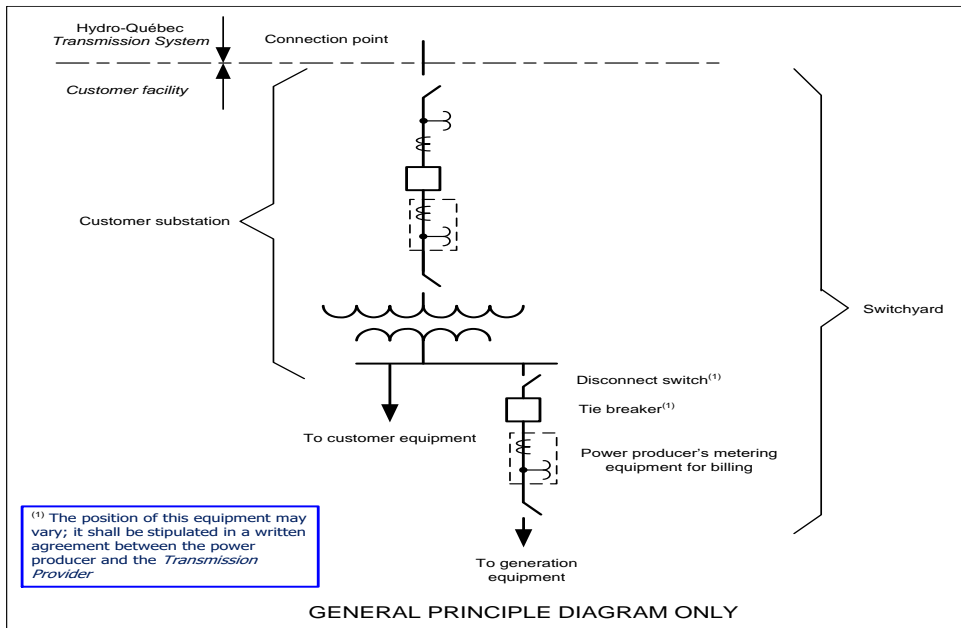 Hydro-Québec
Transmission System
Connection point
Customer facility
Customer substation
Switchyard
Disconnect switch(1)
Tie breaker(1)
To customer equipment
Power producer's metering
equipment for billing
(1) The position of this equipment may
vary; it shall be stipulated in a written
agreement between the power
producer and the Transmission
Provider
To generation
equipment
GENERAL PRINCIPLE DIAGRAM ONLY